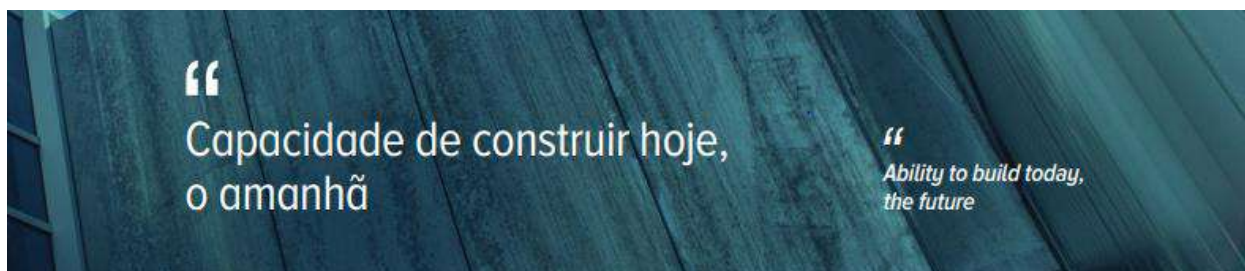 “
Capacidade de construir hoje,
o amanhã
“
Ability to build today,
the future